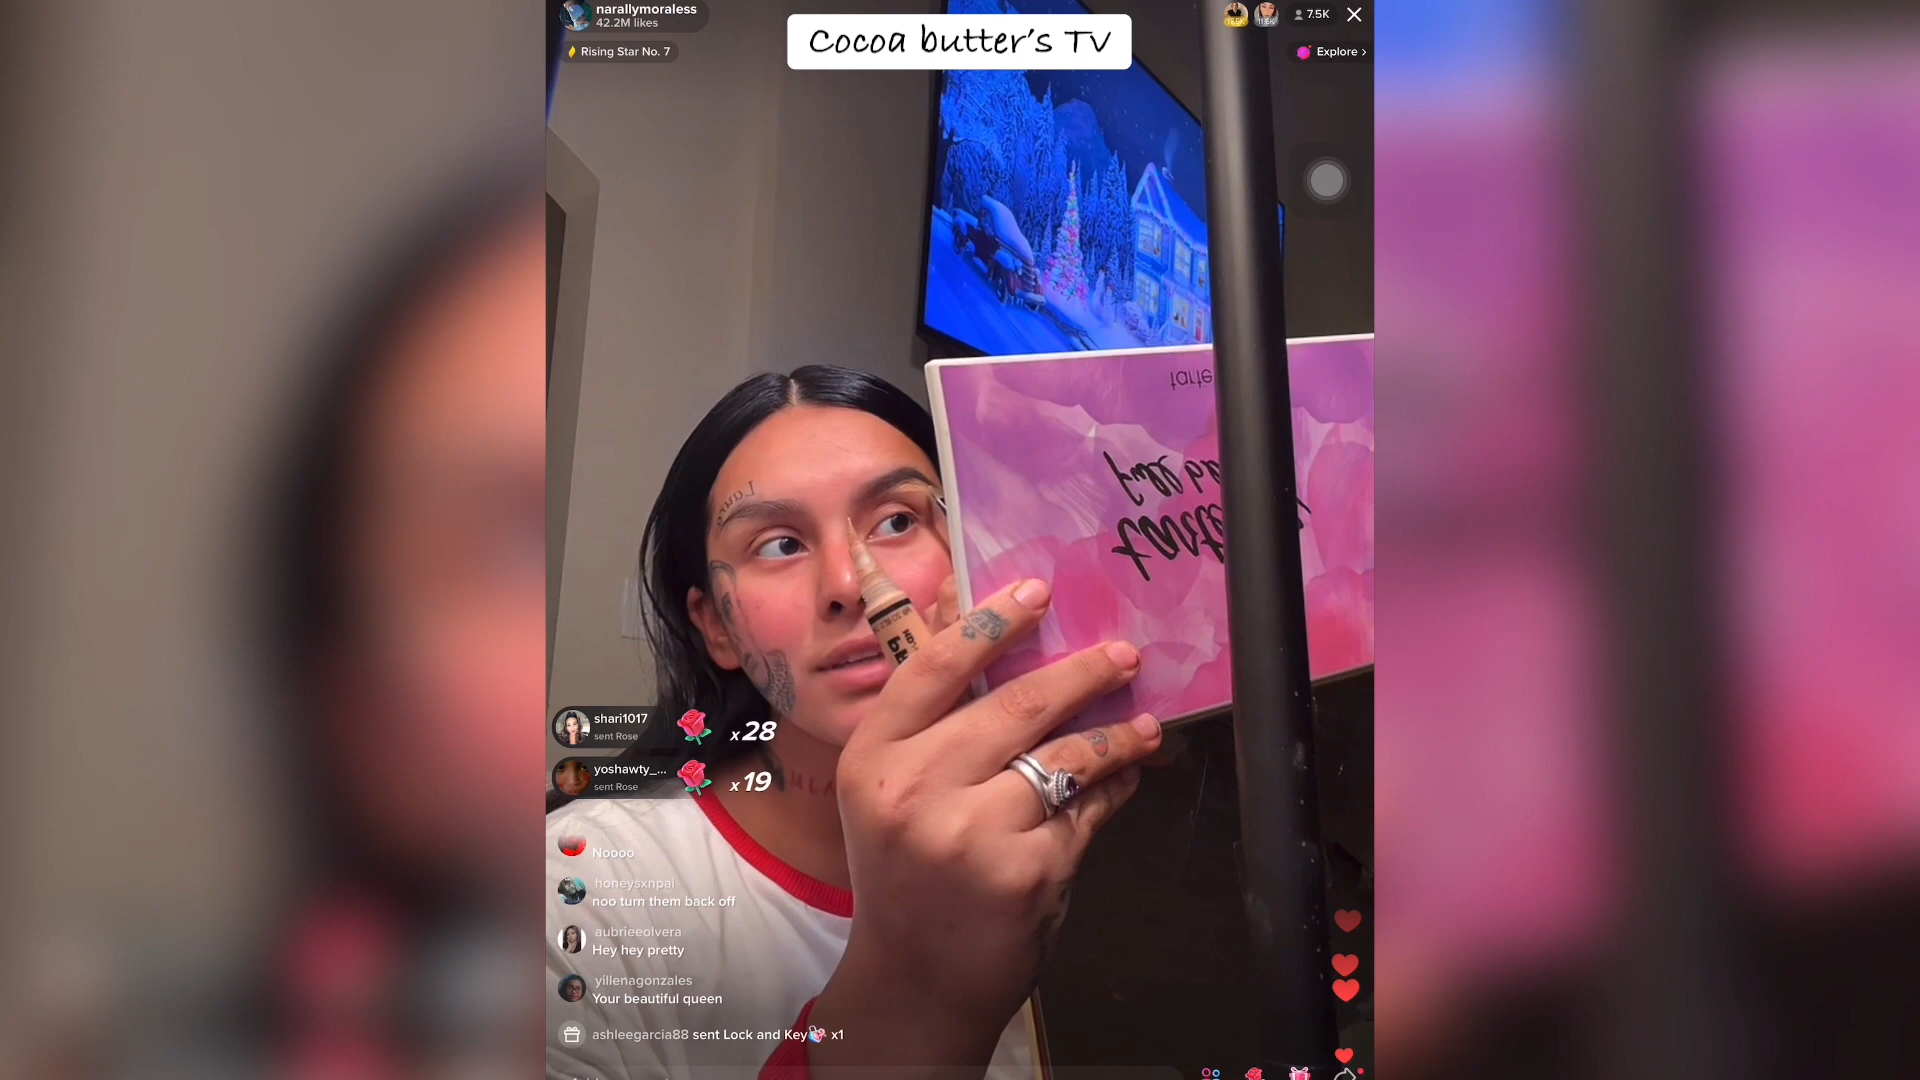 narallymoraless
42.2M likes
Rising Star No. 7
Cocoa butter's TV
7.5K
Explore >
tarte
Laura
shari1017
sent Rose
x28
yoshawty_...
sent Rose
x19
Noooo
honeysxnpai
noo turn them back off
aubrieeolvera
Hey hey pretty
yillenagonzales
Your beautiful queen
ashleegarcia88 sent Lock and Key x1